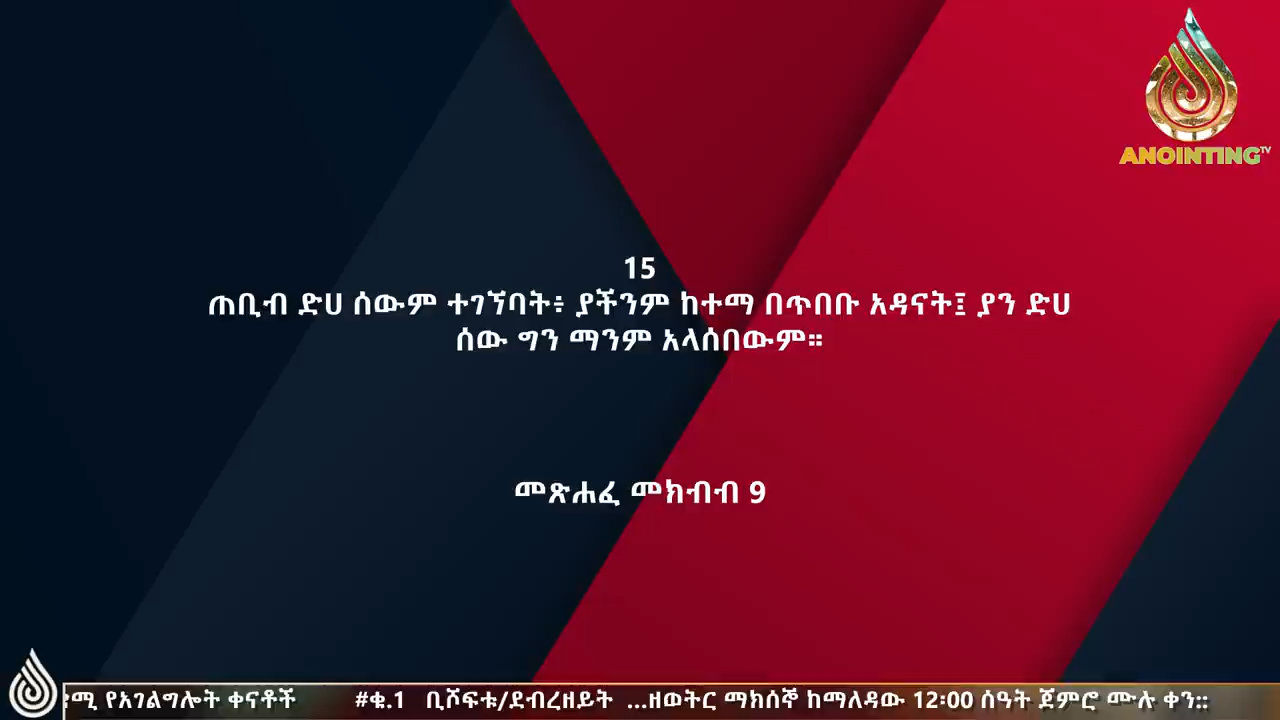 ANOINTING TV
15
ጠቢብ ድሀ ሰውም ተገኘባት፥ ያችንም ከተማ በጥበቡ አዳናት፤ ያን ድሀ
ሰው ግን ማንም አላሰበውም።
መጽሐፈ መክብብ 9
የአገልግሎት ቀናቶች #ቁ.1 ቢሾፍቱ/ደብረዘይት ...ዘወትር ማክሰኞ ከማለዳው 12፡00 ሰዓት ጀምሮ ሙሉ ቀን።